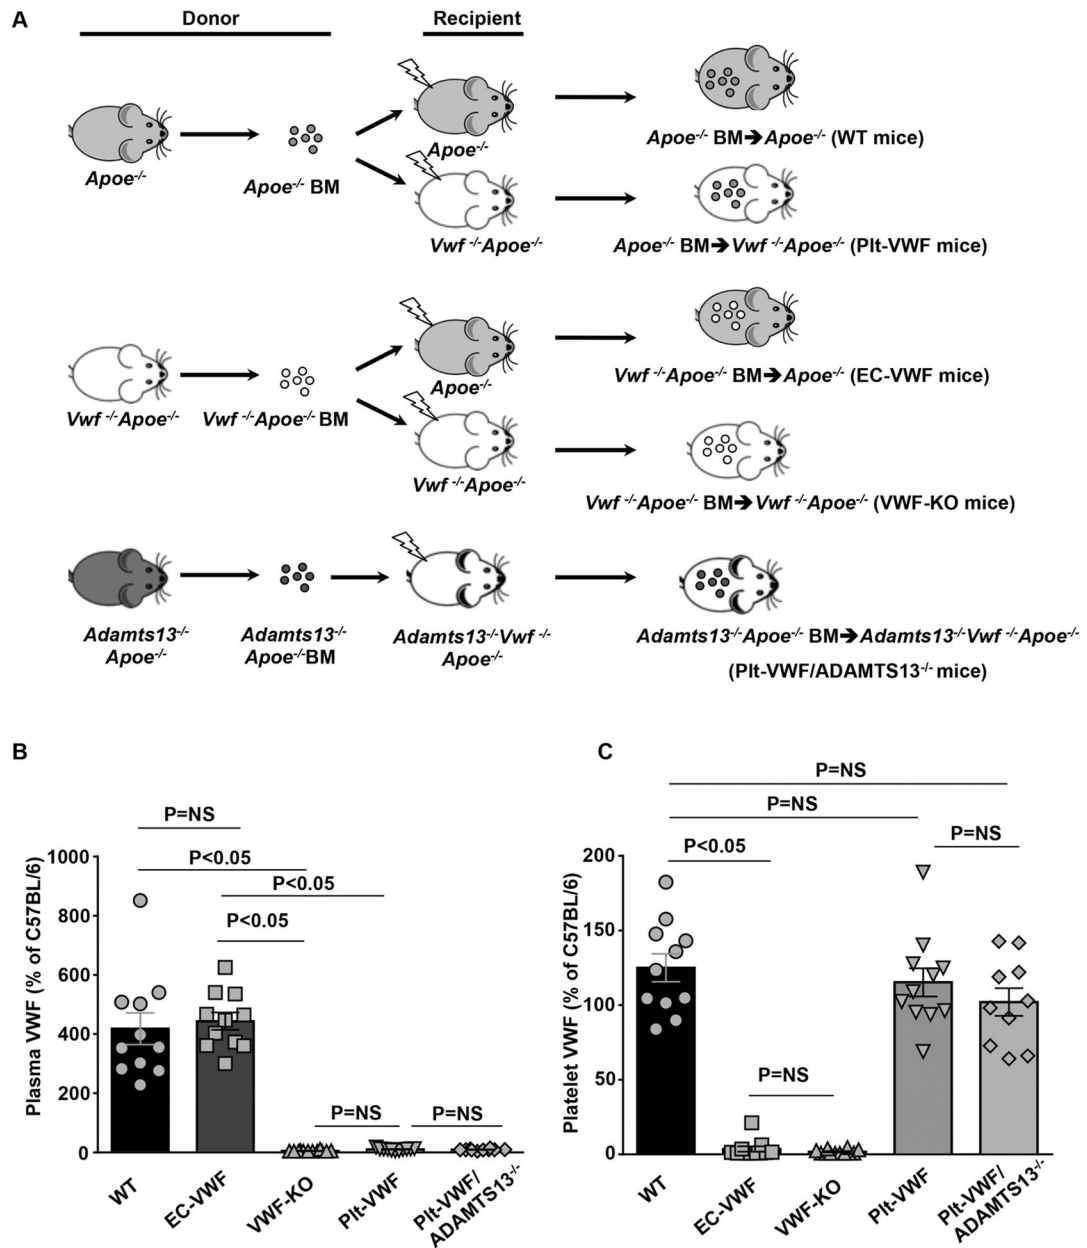 A
Donor
Recipient
Apoe-/-
Apoe-/- BM
Apoe-/-
Apoe-/- BM➔Apoe-/- (WT mice)
Vwf -/-Apoe-/-
Apoe-/- BM➔Vwf -/-Apoe-/- (Plt-VWF mice)
Vwf -/-Apoe-/-
Vwf -/-Apoe-/- BM
Apoe-/-
Vwf -/-Apoe-/- BM➔Apoe-/- (EC-VWF mice)
Vwf -/-Apoe-/-
Vwf -/-Apoe-/- BM➔Vwf -/-Apoe-/- (VWF-KO mice)
Adamts13-/-
Apoe-/-
Adamts13-/-
Apoe-/-BM
Adamts13-/-Vwf -/-
Apoe-/-
Adamts13-/-Apoe-/- BM➔Adamts13-/-Vwf -/-Apoe-/-
(Plt-VWF/ADAMTS13-/- mice)
B
P=NS
P<0.05
P<0.05
P<0.05
P=NS
P=NS
Plasma VWF (% of C57BL/6)
1000
800
600
400
200
0
WT
EC-VWF
VWF-KO
Plt-VWF
Plt-VWF/
ADAMTS13-/-
C
P=NS
P=NS
P=NS
P<0.05
P=NS
Platelet VWF (% of C57BL/6)
200
150
100
50
0
WT
EC-VWF
VWF-KO
Plt-VWF
Plt-VWF/
ADAMTS13-/-